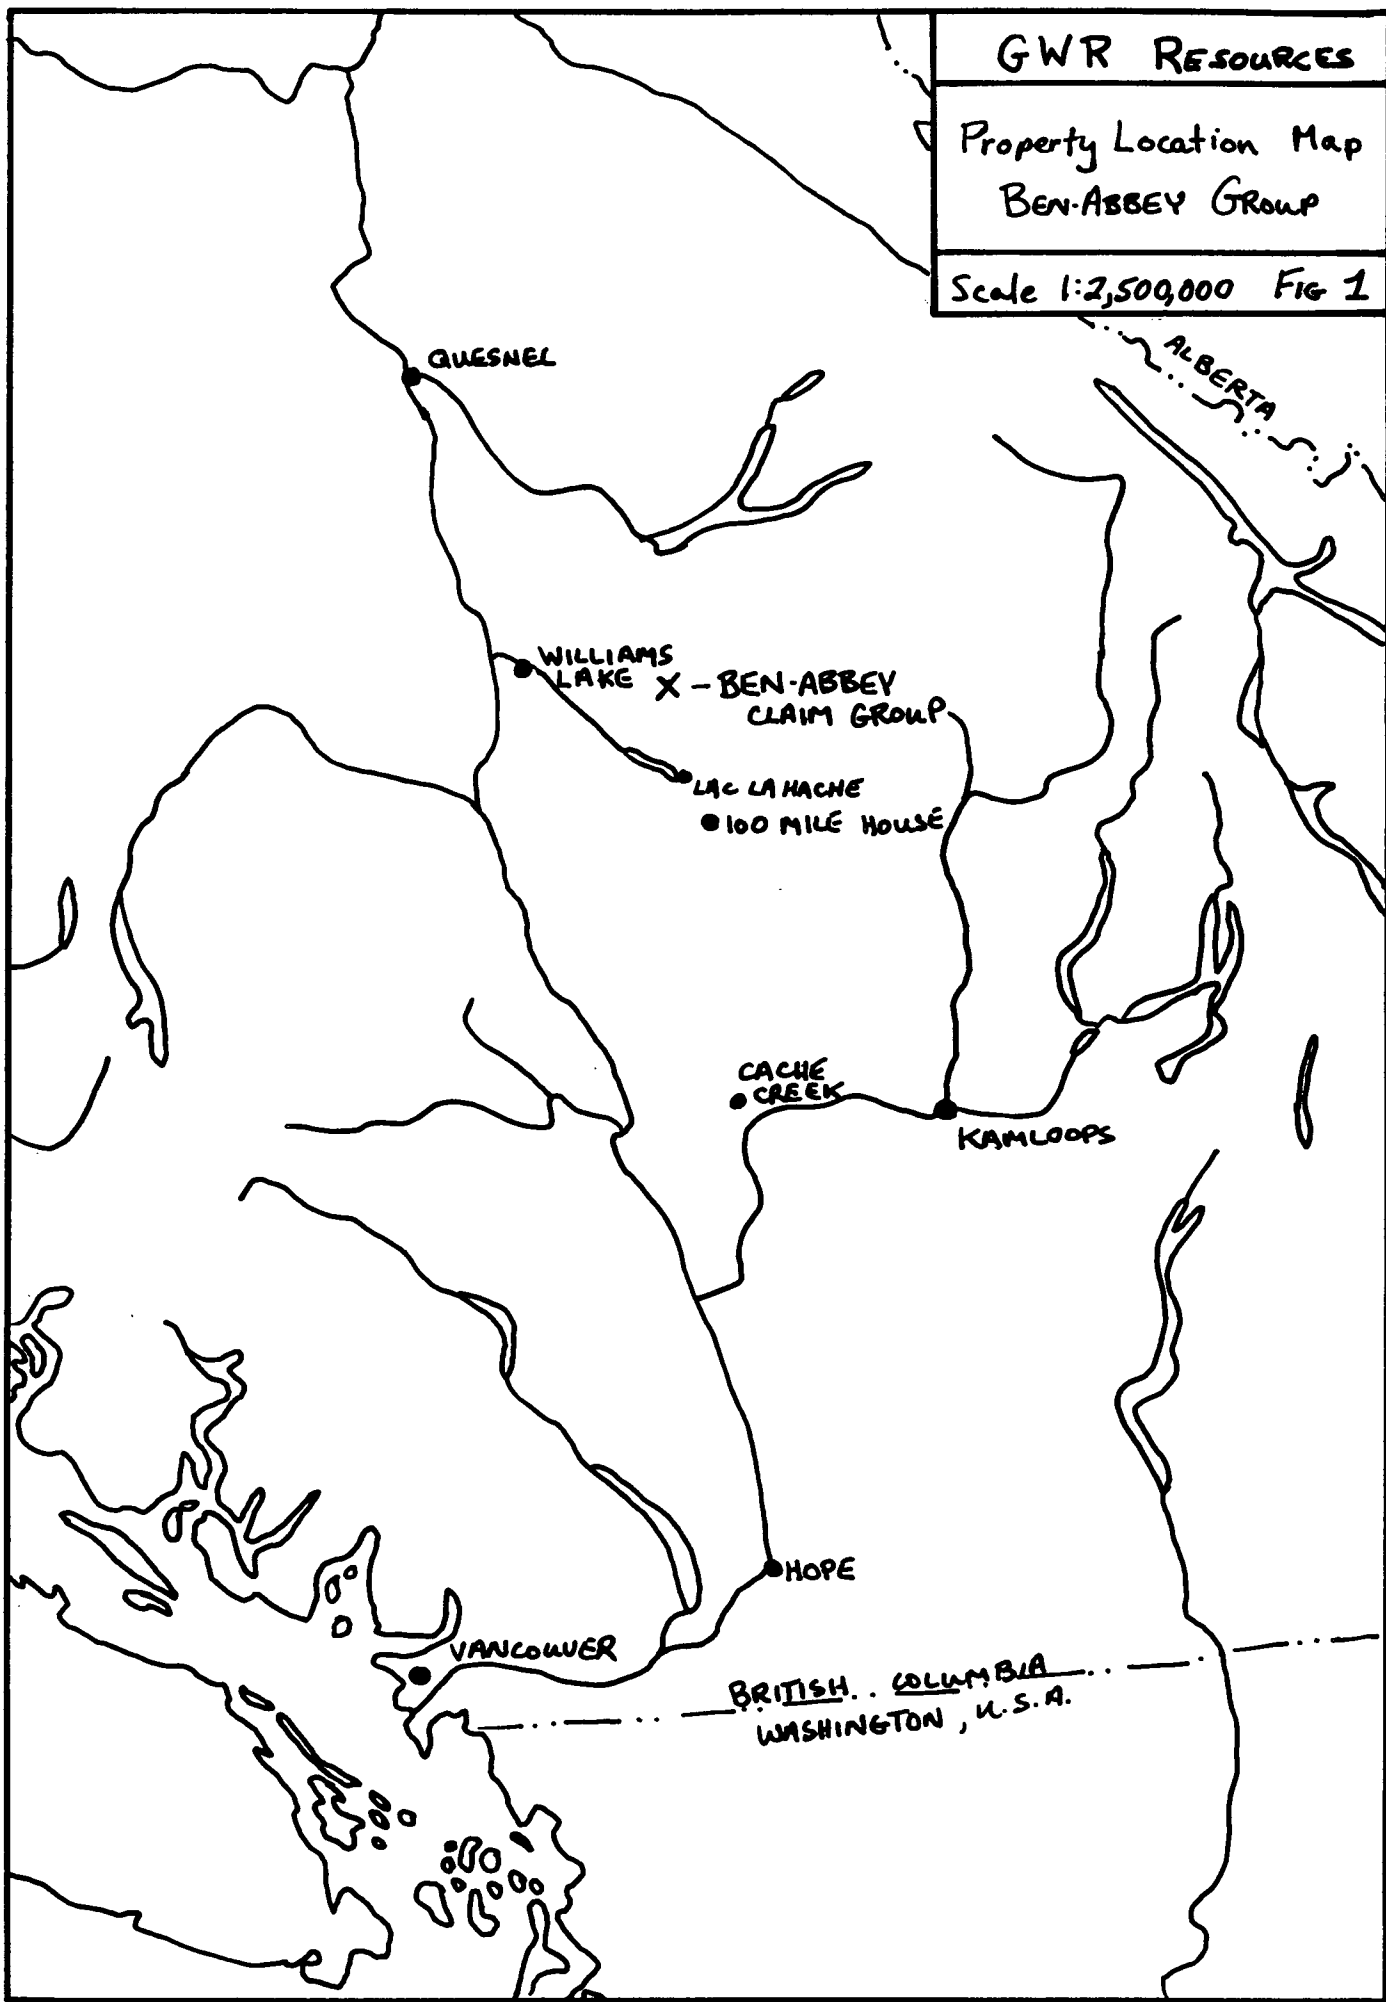 GWR RESOURCES
Property Location Map
BEN-ABBEY GROUP
Scale 1:2,500,000 FIG 1
ALBERTA
QUESNEL
WILLIAMS
LAKE X - BEN-ABBEY
CLAIM GROUP
LAC LA HACHE
100 MILE HOUSE
CACHE
CREEK
KAMLOOPS
HOPE
VANCOUVER
BRITISH COLUMBIA
WASHINGTON, U.S.A.